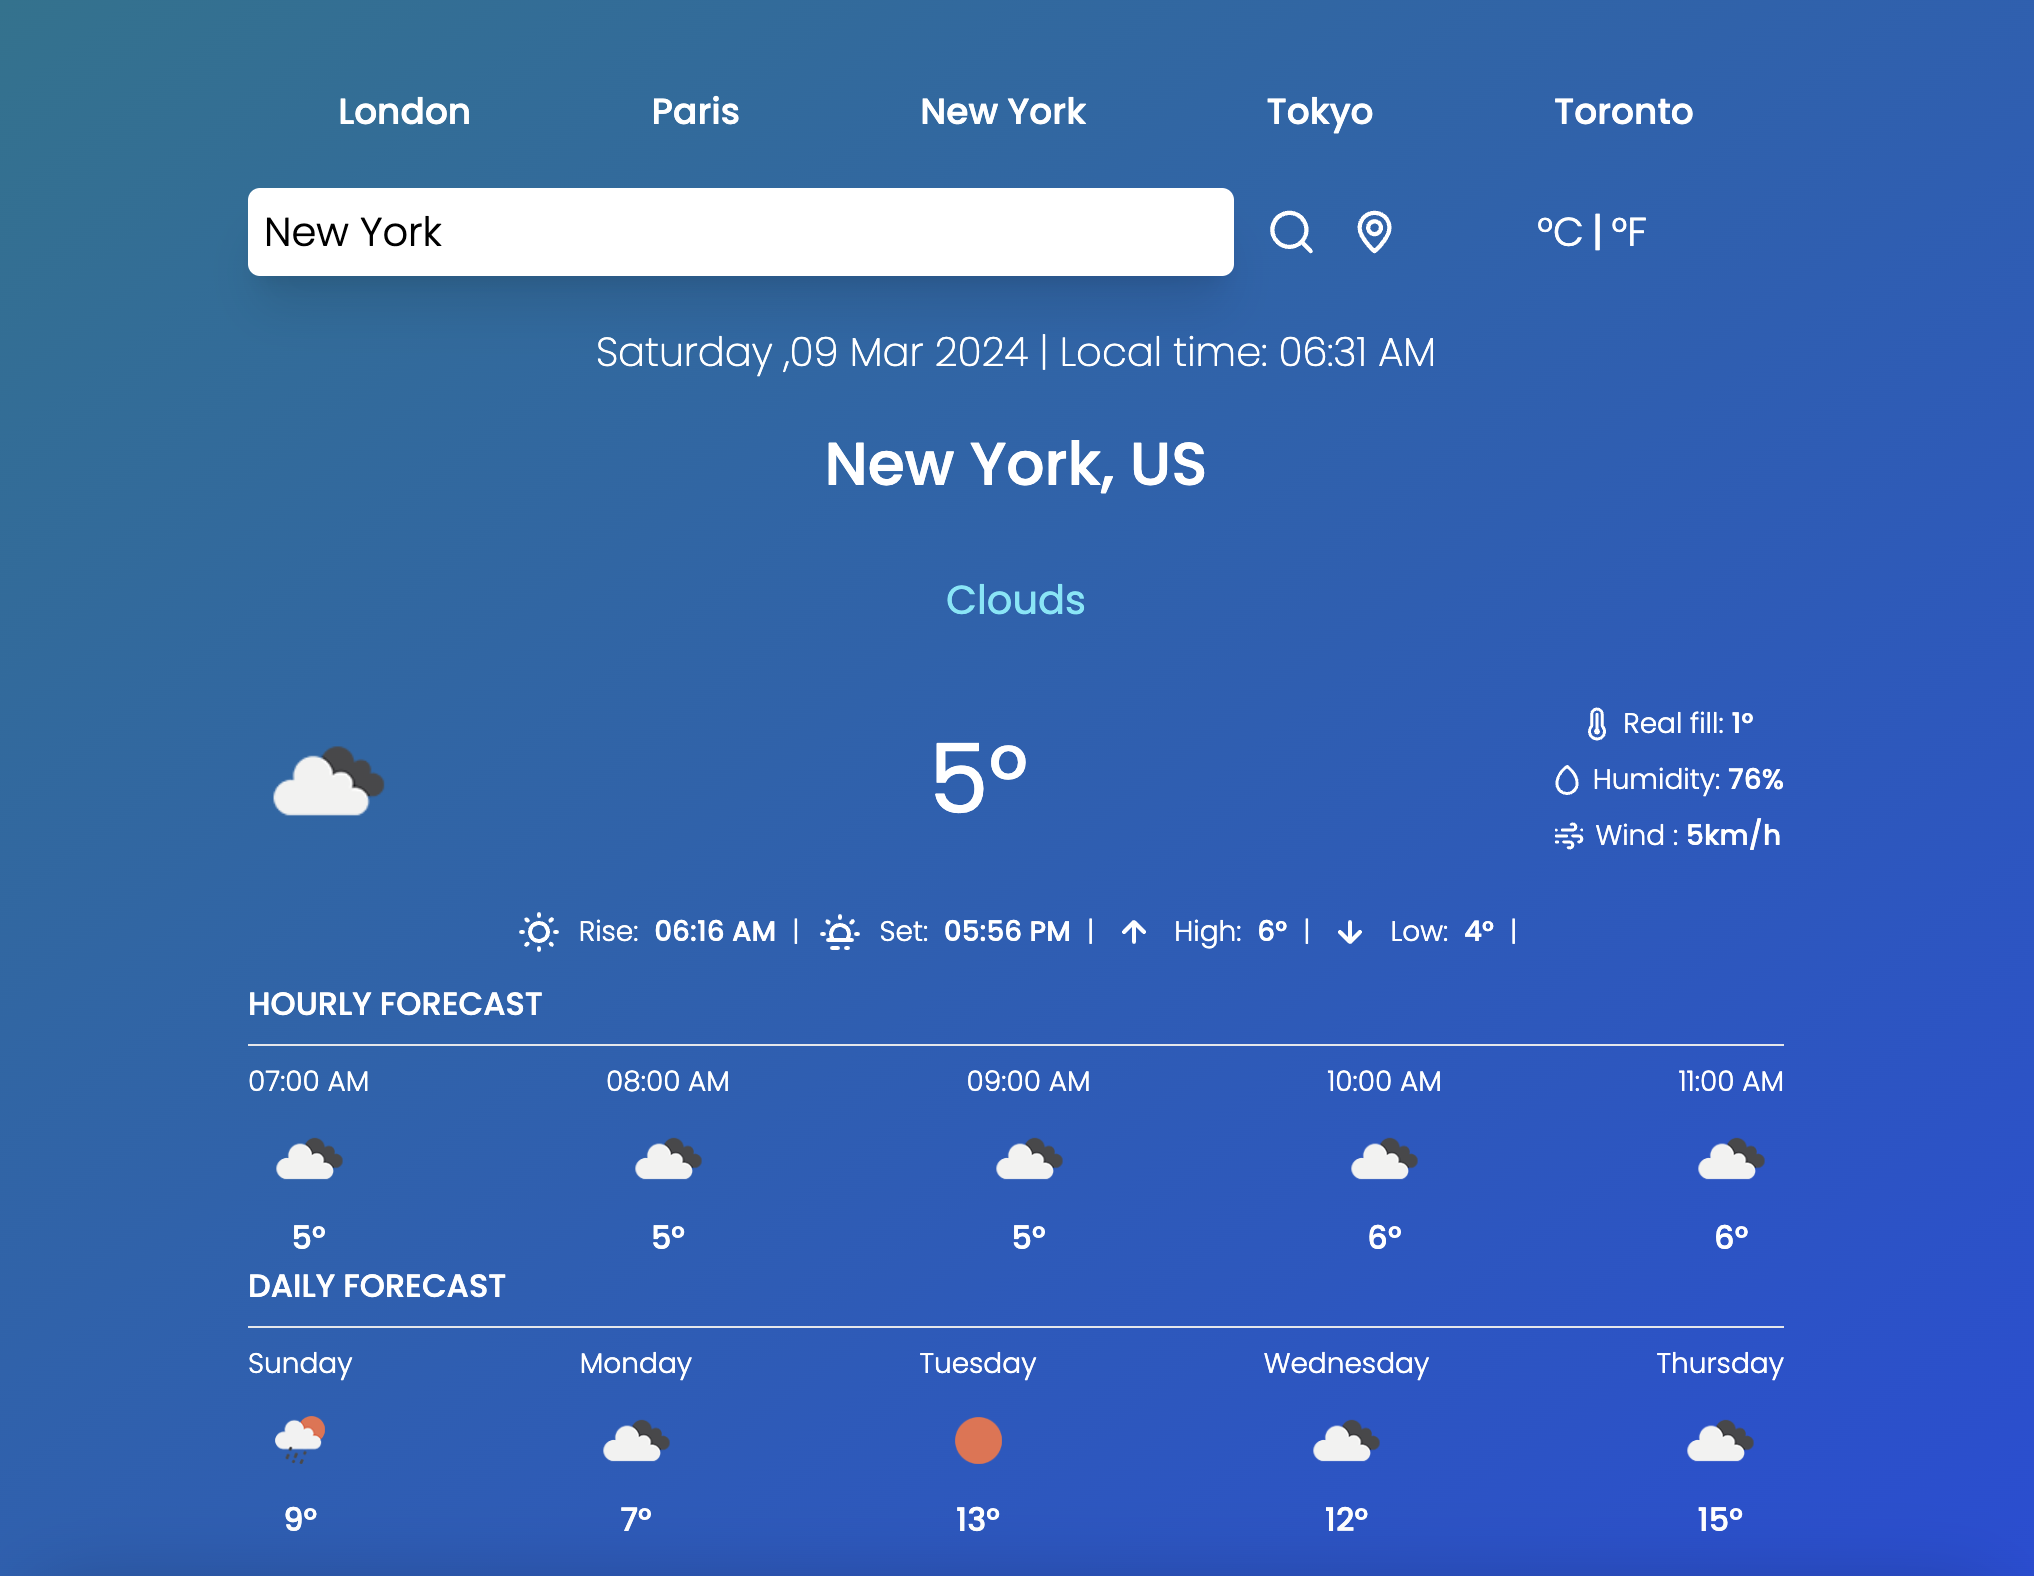 London Paris New York Tokyo Toronto
New York
°C | °F
Saturday ,09 Mar 2024 | Local time: 06:31 AM
New York, US
Clouds
5°
Real fill: 1°
Humidity: 76%
Wind : 5km/h
Rise: 06:16 AM | Set: 05:56 PM | High: 6° | Low: 4° |
HOURLY FORECAST
07:00 AM 08:00 AM 09:00 AM 10:00 AM 11:00 AM
5° 5° 5° 6° 6°
DAILY FORECAST
Sunday Monday Tuesday Wednesday Thursday
9° 7° 13° 12° 15°